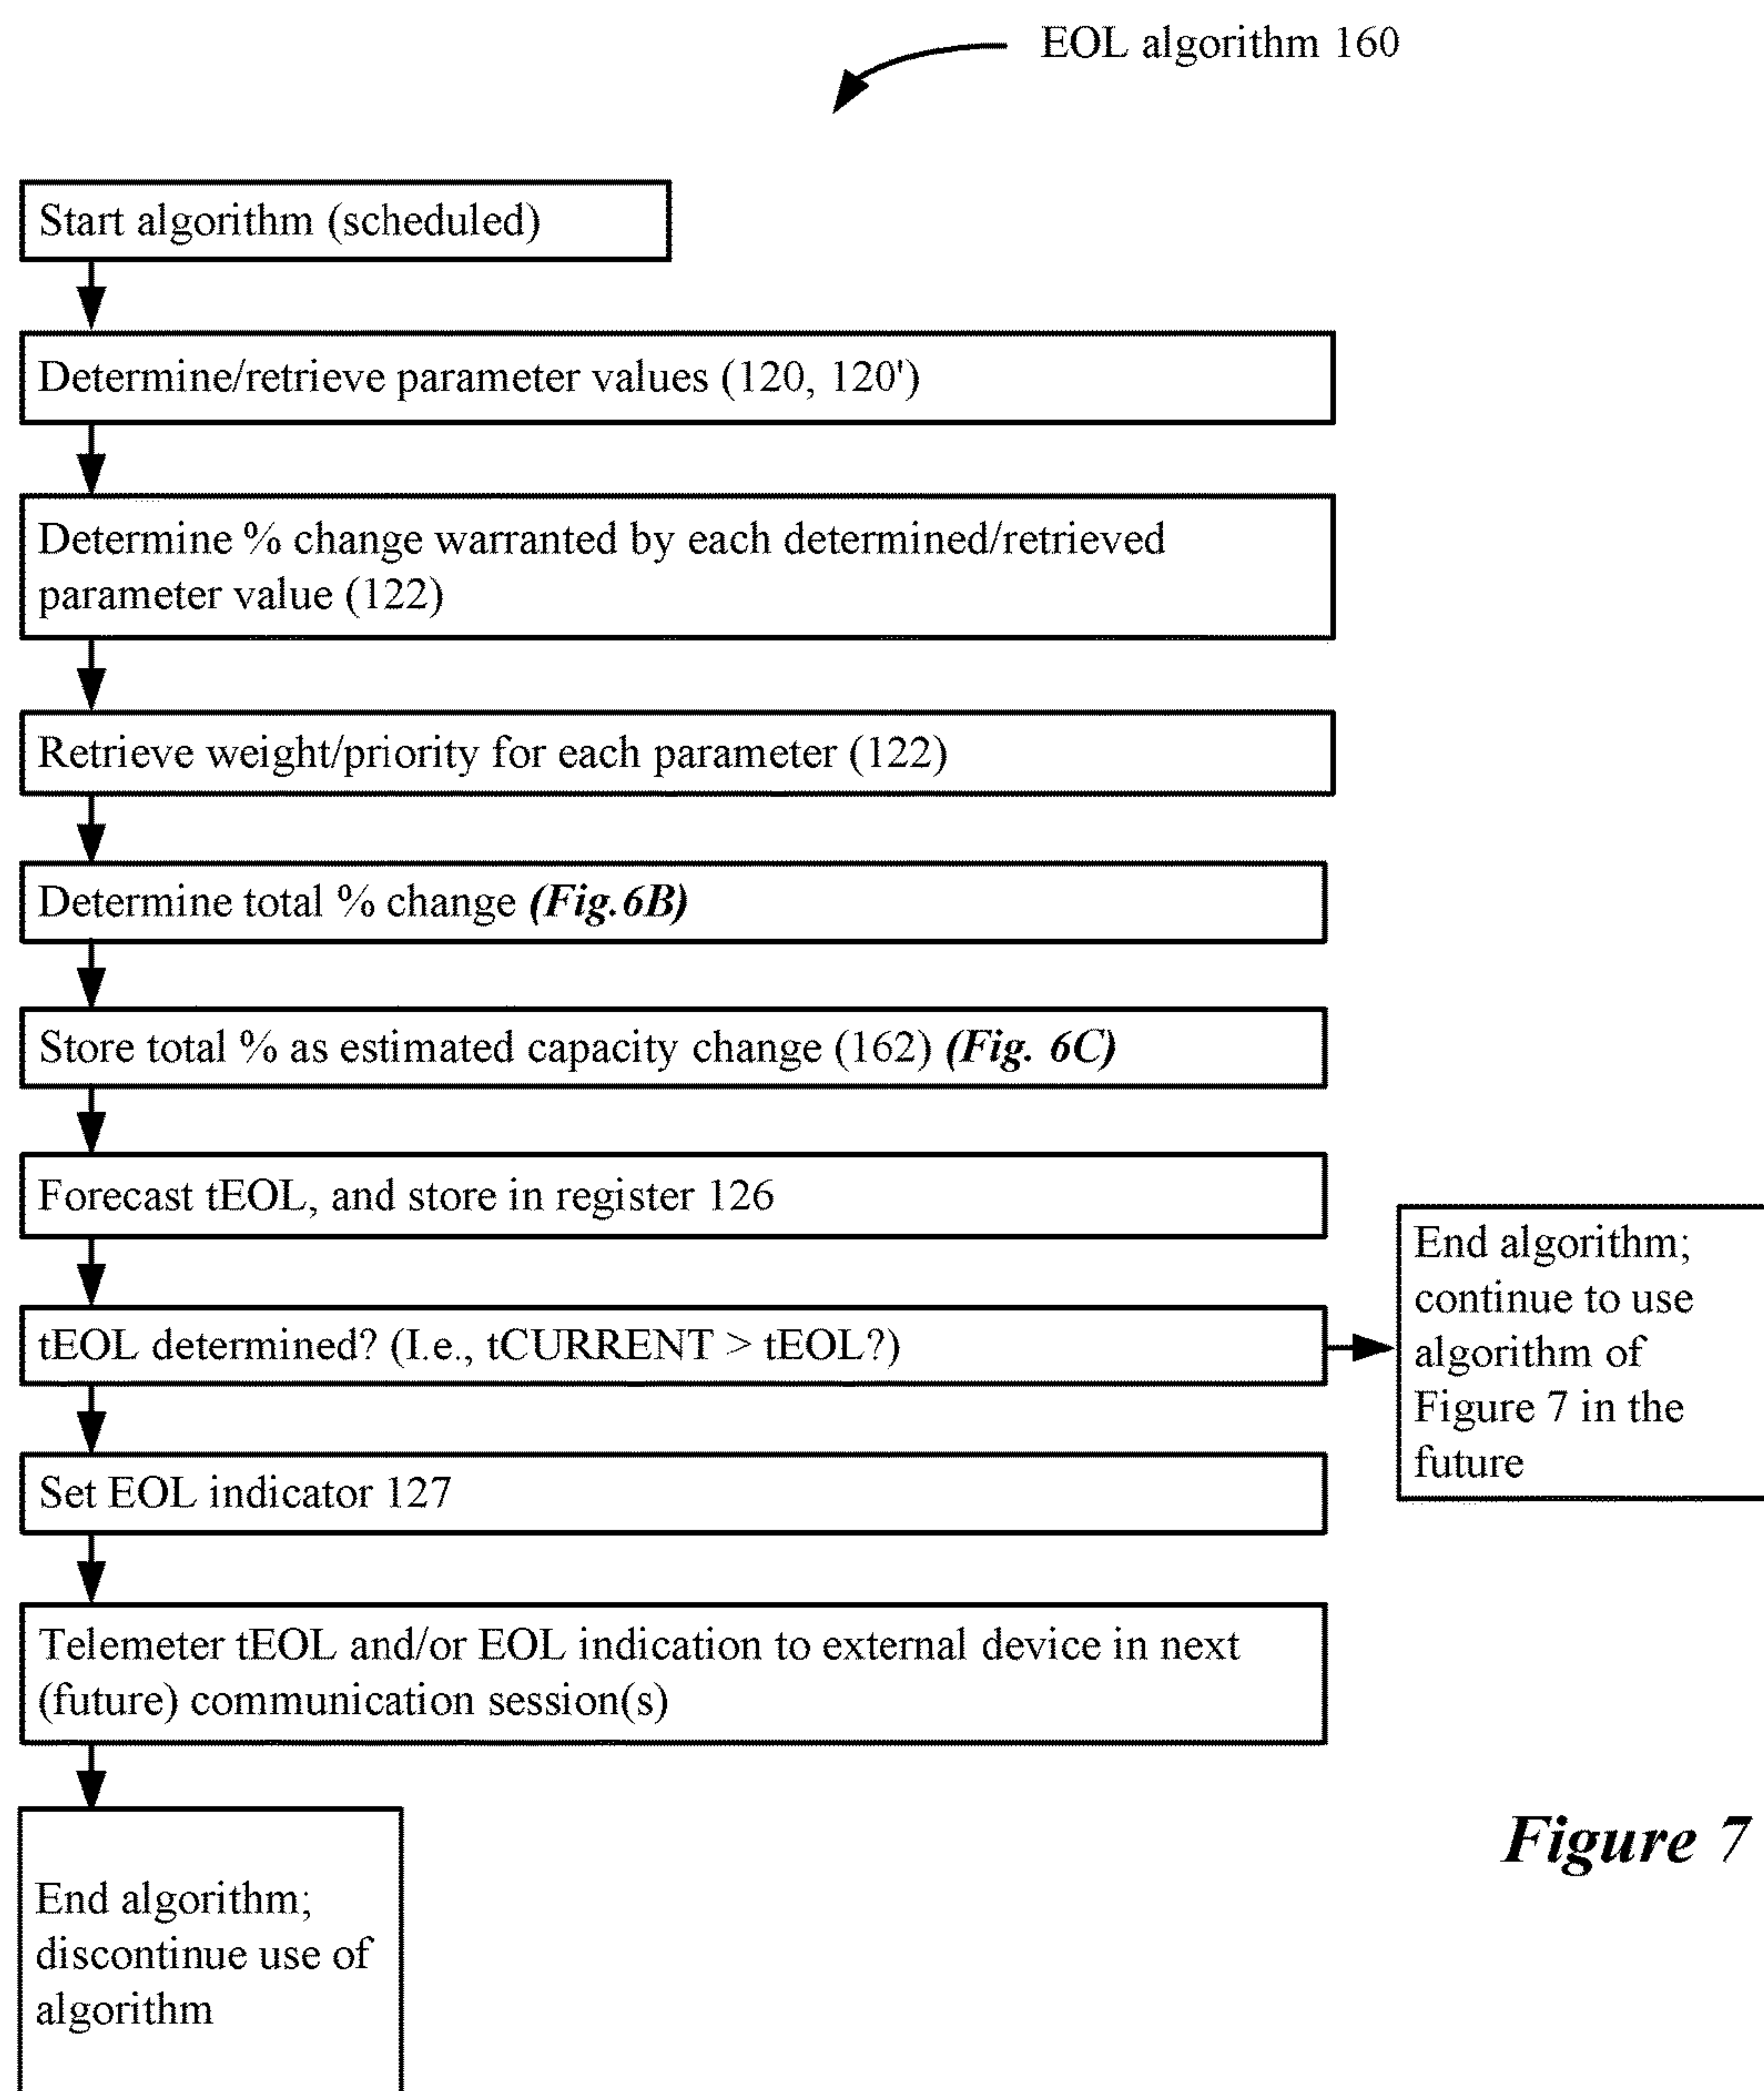 EOL algorithm 160
Start algorithm (scheduled)
Determine/retrieve parameter values (120, 120')
Determine % change warranted by each determined/retrieved
parameter value (122)
Retrieve weight/priority for each parameter (122)
Determine total % change (Fig.6B)
Store total % as estimated capacity change (162) (Fig. 6C)
Forecast tEOL, and store in register 126
tEOL determined? (I.e., tCURRENT > tEOL?)
End algorithm;
continue to use
algorithm of
Figure 7 in the
future
Set EOL indicator 127
Telemeter tEOL and/or EOL indication to external device in next
(future) communication session(s)
End algorithm;
discontinue use of
algorithm
Figure 7